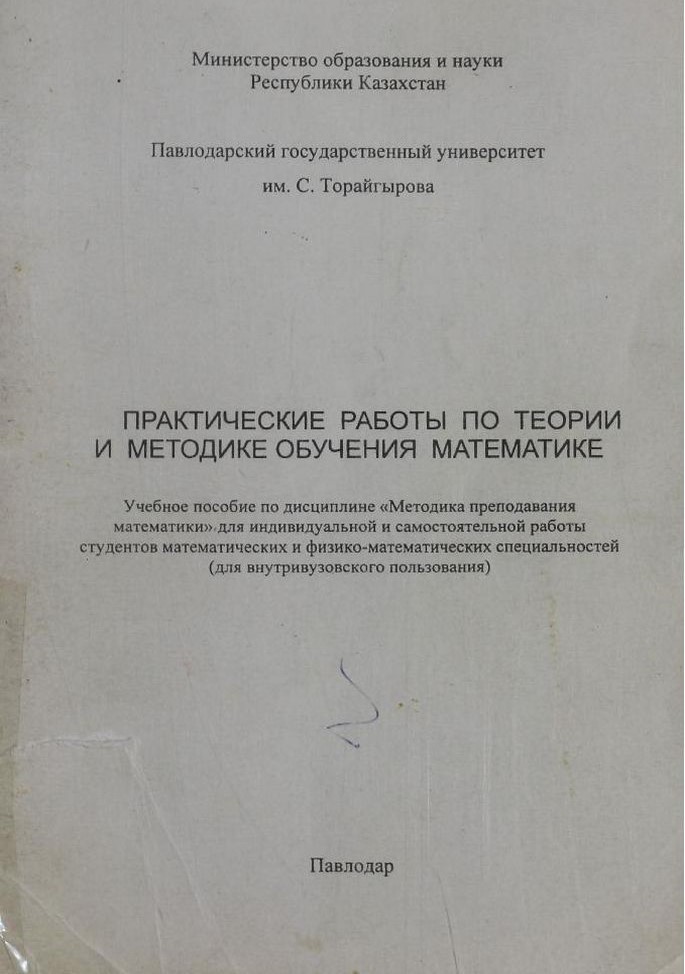 Министерство образования и науки
Республики Казахстан
Павлодарский государственный университет
им. С. Торайгырова
ПРАКТИЧЕСКИЕ РАБОТЫ ПО ТЕОРИИ
И МЕТОДИКЕ ОБУЧЕНИЯ МАТЕМАТИКЕ
Учебное пособие по дисциплине «Методика преподавания
математики» для индивидуальной и самостоятельной работы
студентов математических и физико-математических специальностей
(для внутривузовского пользования)
Павлодар